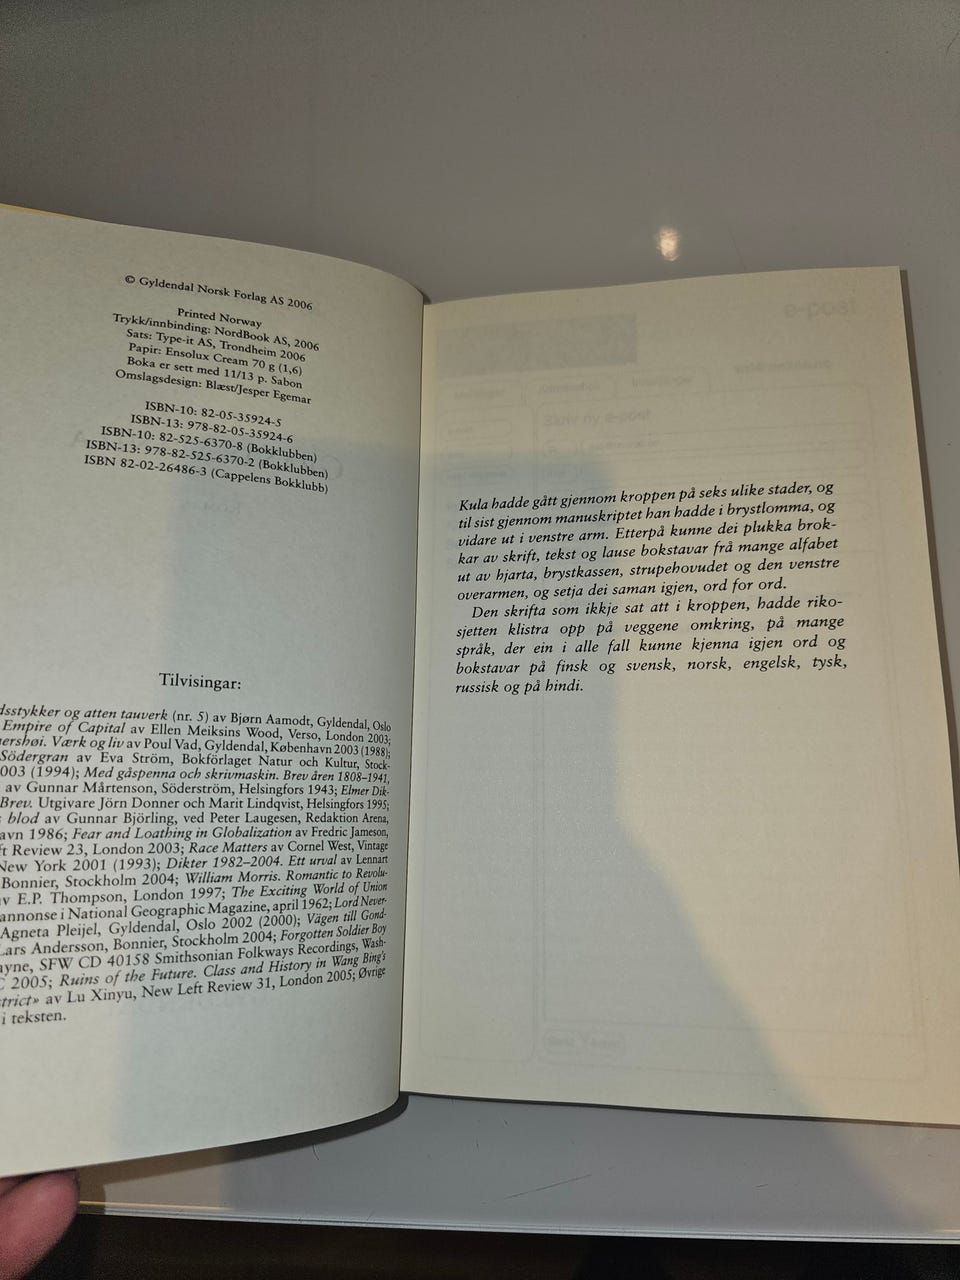 © Gyldendal Norsk Forlag AS 2006
Printed Norway
Trykk/innbinding: NordBook AS, 2006
Sats: Type-it AS, Trondheim 2006
Papir: Ensolux Cream 70 g (1,6)
Boka er sett med 11/13 p. Sabon
Omslagsdesign: Blæst/Jesper Egemar
ISBN-10: 82-05-35924-5
ISBN-13: 978-82-05-35924-6
ISBN-10: 82-525-6370-8 (Bokklubben)
ISBN-13: 978-82-525-6370-2 (Bokklubben)
ISBN 82-02-26486-3 (Cappelens Bokklubb)
Tilvisingar:
dsstykker og atten tauverk (nr. 5) av Bjørn Aamodt, Gyldendal, Oslo
Empire of Capital av Ellen Meiksins Wood, Verso, London 2003;
ershøi. Værk og liv av Poul Vad, Gyldendal, København 2003 (1988);
Södergran av Eva Ström, Bokförlaget Natur och Kultur, Stock-
003 (1994); Med gåspenna och skrivmaskin. Brev åren 1808–1941,
av Gunnar Mårtenson, Söderström, Helsingfors 1943; Elmer Dik-
Brev. Utgivare Jörn Donner och Marit Lindqvist, Helsingfors 1995;
blod av Gunnar Björling, ved Peter Laugesen, Redaktion Arena,
avn 1986; Fear and Loathing in Globalization av Fredric Jameson,
ft Review 23, London 2003; Race Matters av Cornel West, Vintage
New York 2001 (1993); Dikter 1982–2004. Ett urval av Lennart
Bonnier, Stockholm 2004; William Morris. Romantic to Revolu-
v E.P. Thompson, London 1997; The Exciting World of Union
annonse i National Geographic Magazine, april 1962; Lord Never-
Agneta Pleijel, Gyldendal, Oslo 2002 (2000); Vägen till Gond-
Lars Andersson, Bonnier, Stockholm 2004; Forgotten Soldier Boy
ayne, SFW CD 40158 Smithsonian Folkways Recordings, Wash-
C 2005; Ruins of the Future. Class and History in Wang Bing's
trict» av Lu Xinyu, New Left Review 31, London 2005; Øvrige
i teksten.
Kula hadde gått gjennom kroppen på seks ulike stader, og
til sist gjennom manuskriptet han hadde i brystlomma, og
vidare ut i venstre arm. Etterpå kunne dei plukka brok-
kar av skrift, tekst og lause bokstavar frå mange alfabet
ut av hjarta, brystkassen, strupehovudet og den venstre
overarmen, og setja dei saman igjen, ord for ord.
Den skrifta som ikkje sat att i kroppen, hadde riko-
sjetten klistra opp på veggene omkring, på mange
språk, der ein i alle fall kunne kjenna igjen ord og
bokstavar på finsk og svensk, norsk, engelsk, tysk,
russisk og på hindi.